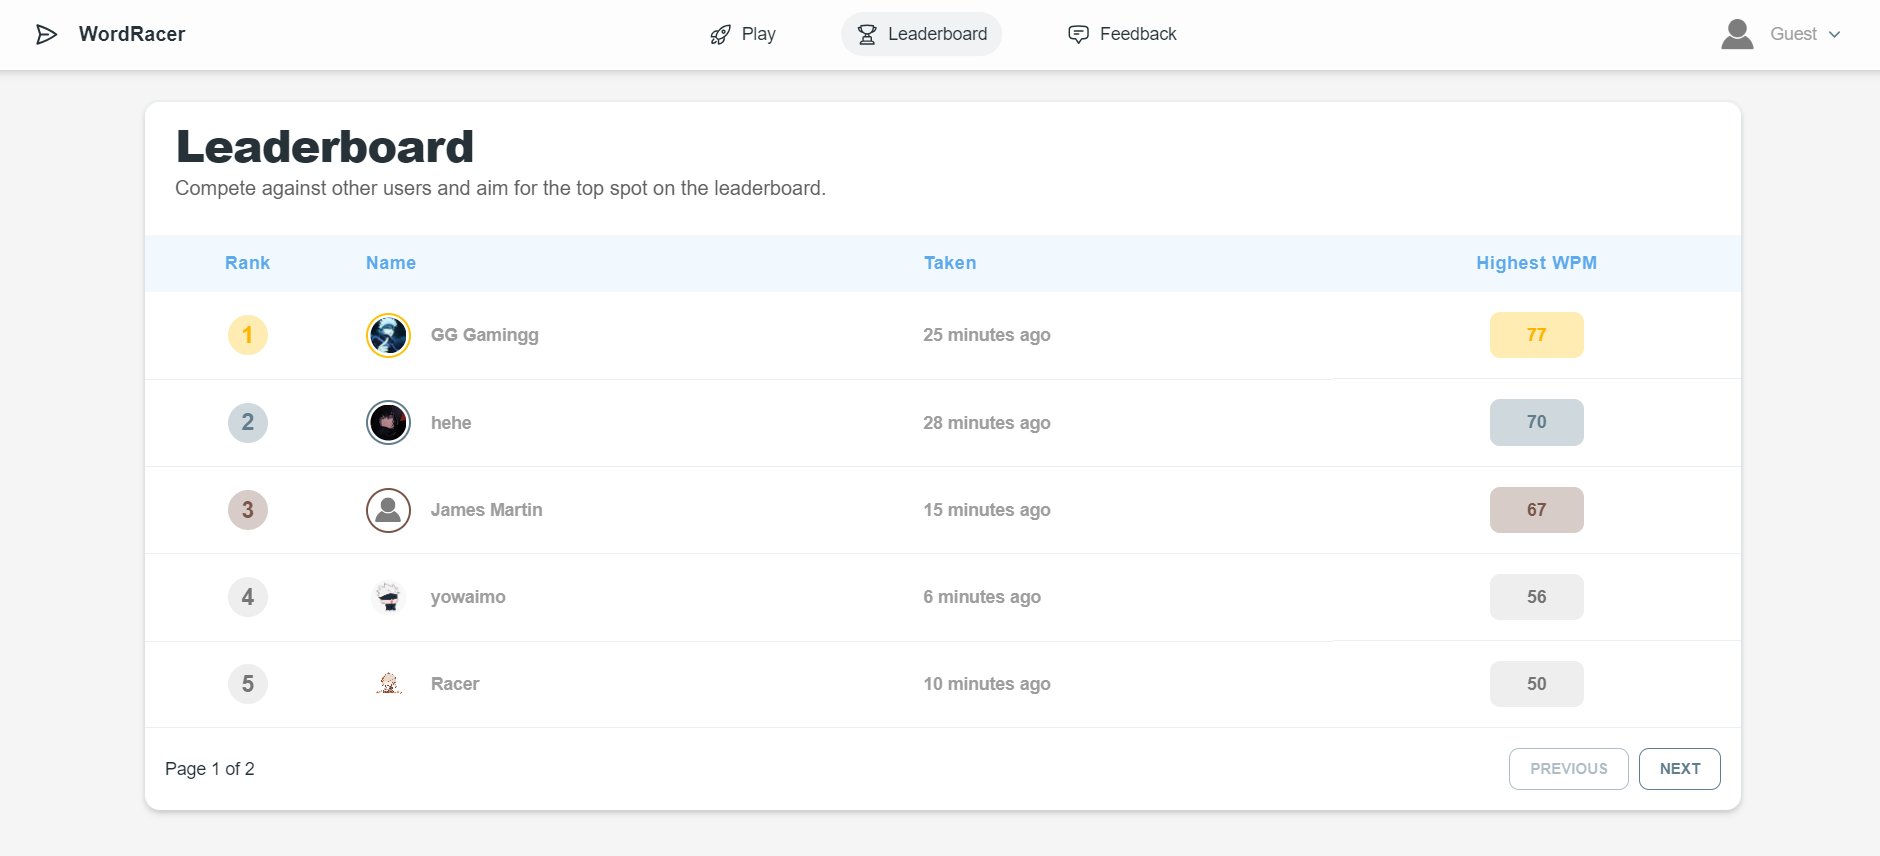 WordRacer
Play
Leaderboard
Feedback
Guest
Leaderboard
Compete against other users and aim for the top spot on the leaderboard.
Rank Name Taken Highest WPM
1 GG Gamingg 25 minutes ago 77
2 hehe 28 minutes ago 70
3 James Martin 15 minutes ago 67
4 yowaimo 6 minutes ago 56
5 Racer 10 minutes ago 50
Page 1 of 2
PREVIOUS
NEXT